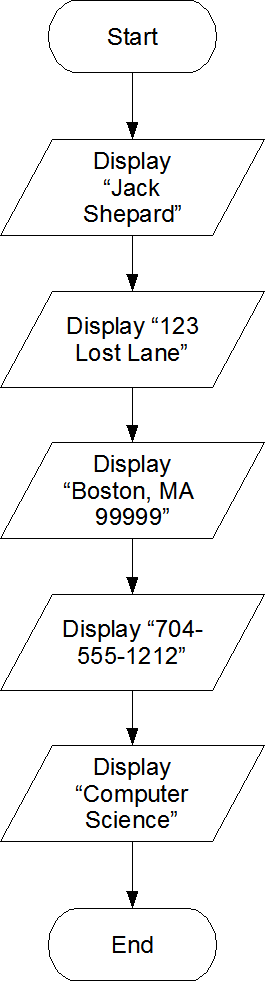 Start
Display
“Jack
Shepard”
Display “123
Lost Lane”
Display
“Boston, MA
99999”
Display “704-
555-1212”
Display
“Computer
Science”
End